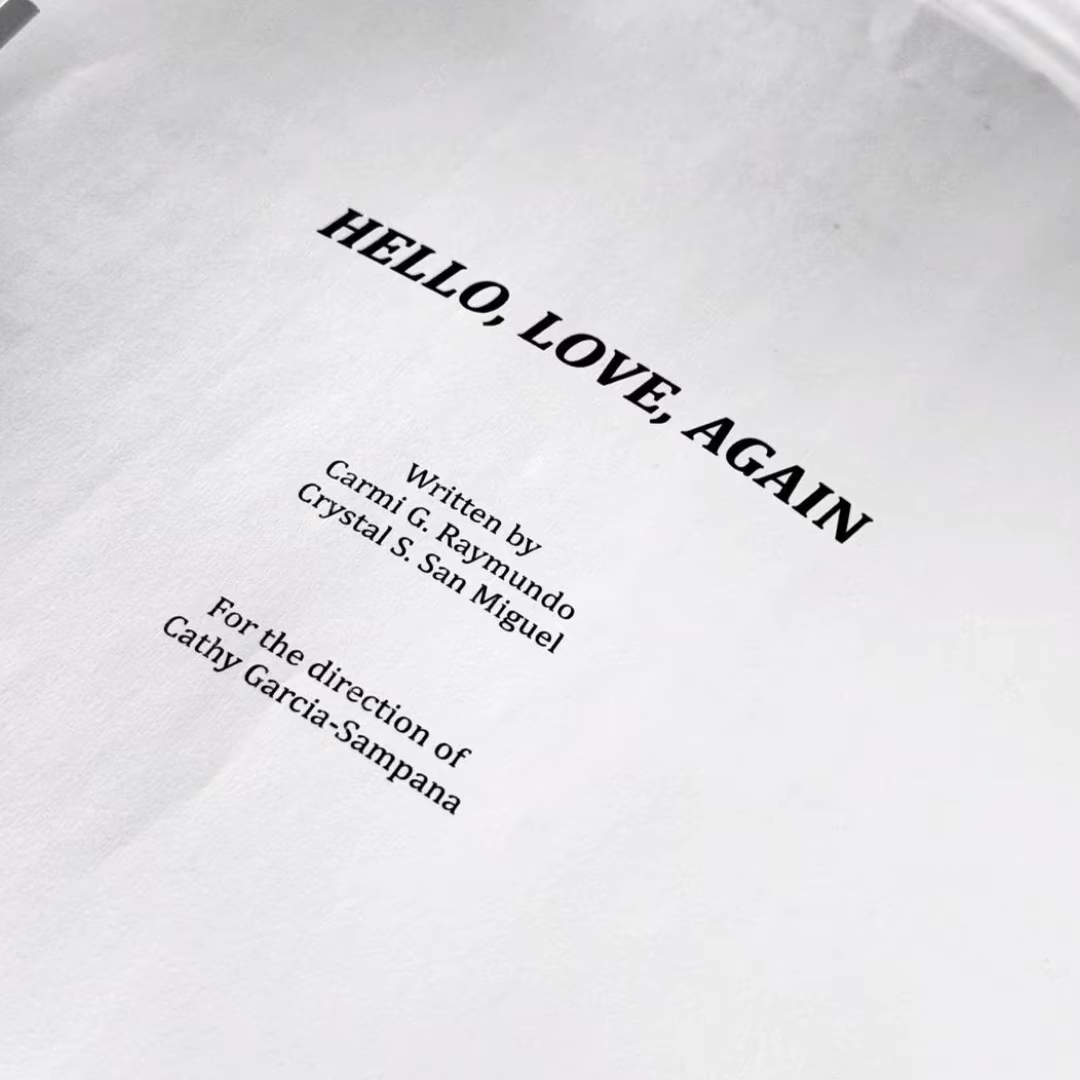 HELLO, LOVE, AGAIN
Written by
Carmi G. Raymundo
Crystal S. San Miguel
For the direction of
Cathy Garcia-Sampana